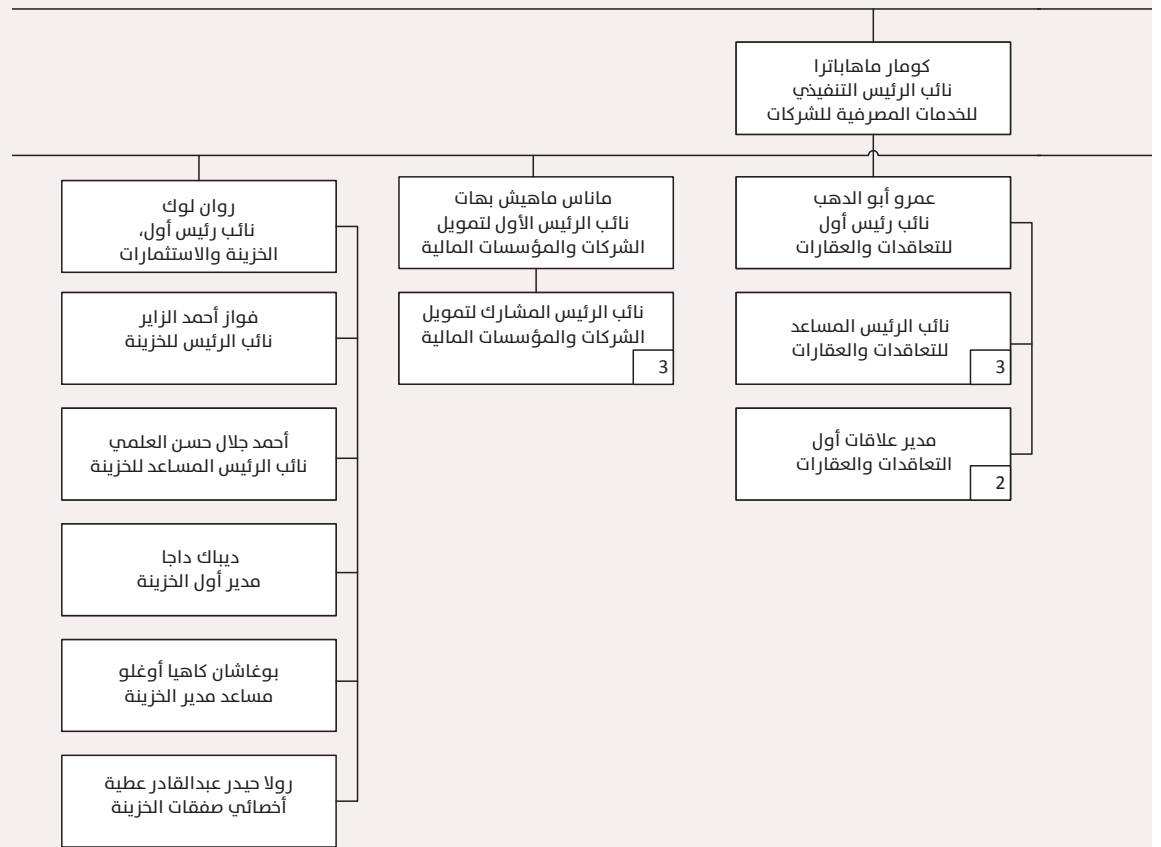 كومار ماهاباترا
نائب الرئيس التنفيذي
للخدمات المصرفية للشركات
عمرو أبو الدهب
نائب رئيس أول
للتعاقدات والعقارات
نائب الرئيس المساعد
للتعاقدات والعقارات
3
مدير علاقات أول
التعاقدات والعقارات
2
ماناس ماهيش بهات
نائب الرئيس الأول لتمويل
الشركات والمؤسسات المالية
نائب الرئيس المشارك لتمويل
الشركات والمؤسسات المالية
3
روان لوك
نائب رئيس أول،
الخزينة والاستثمارات
فواز أحمد الزاير
نائب الرئيس للخزينة
أحمد جلال حسن العلمي
نائب الرئيس المساعد للخزينة
ديباك داجا
مدير أول الخزينة
بوغاشان كاهيا أوغلو
مساعد مدير الخزينة
رولا حيدر عبدالقادر عطية
أخصائي صفقات الخزينة